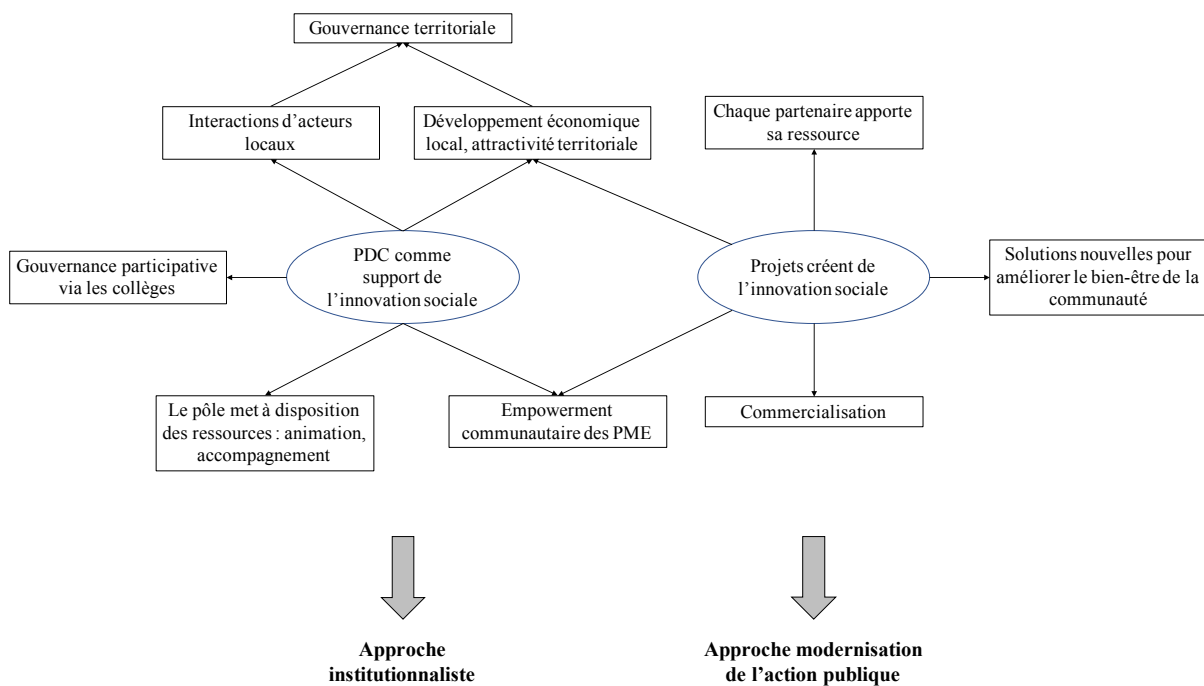 Gouvernance territoriale
Interactions d’acteurs
locaux
Développement économique
local, attractivité territoriale
Chaque partenaire apporte
sa ressource
Gouvernance participative
via les collèges
PDC comme
support de
l’innovation sociale
Projets créent de
l’innovation sociale
Solutions nouvelles pour
améliorer le bien-être de la
communauté
Le pôle met à disposition
des ressources : animation,
accompagnement
Empowerment
communautaire des PME
Commercialisation
Approche
institutionnaliste
Approche modernisation
de l’action publique